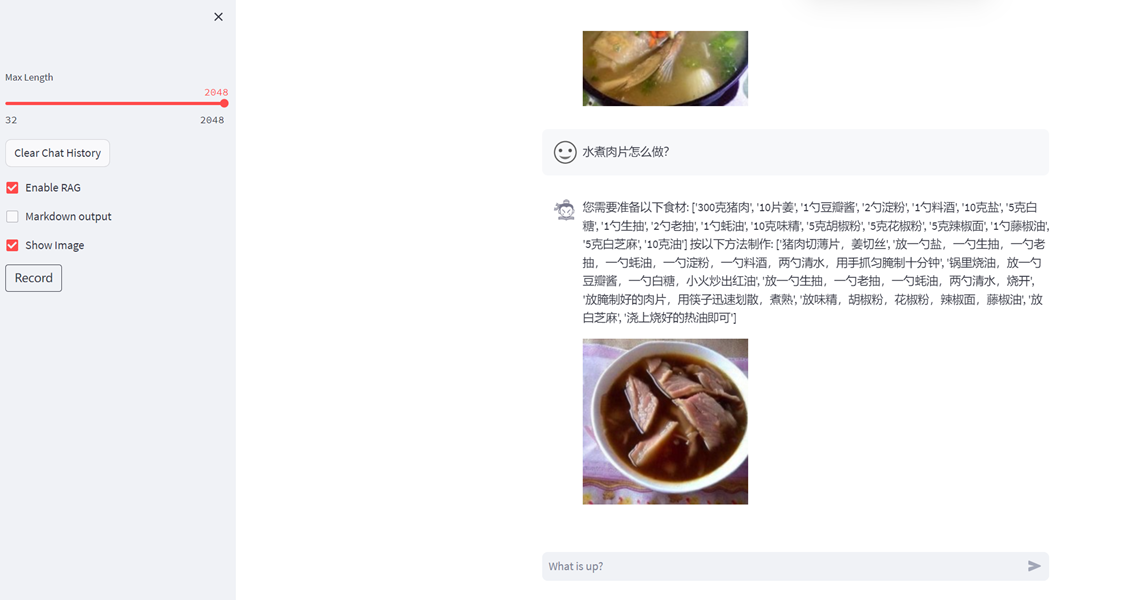 Max Length
2048
32 2048
Clear Chat History
Enable RAG
Markdown output
Show Image
Record
水煮肉片怎么做？
您需要准备以下食材: ['300克猪肉', '10片姜', '1勺豆瓣酱', '2勺淀粉', '1勺料酒', '10克盐', '5克白
糖', '1勺生抽', '2勺老抽', '1勺蚝油', '10克味精', '5克胡椒粉', '5克花椒粉', '5克辣椒面', '1勺藤椒油',
'5克白芝麻', '10克油'] 按以下方法制作: ['猪肉切薄片，姜切丝', '放一勺盐，一勺生抽，一勺老
抽，一勺蚝油，一勺淀粉，一勺料酒，两勺清水，用手抓匀腌制十分钟', '锅里烧油，放一勺
豆瓣酱，一勺白糖，小火炒出红油', '放一勺生抽，一勺老抽，一勺蚝油，两勺清水，烧开',
'放腌制好的肉片，用筷子迅速划散，煮熟', '放味精，胡椒粉，花椒粉，辣椒面，藤椒油', '放
白芝麻', '浇上烧好的热油即可']
What is up?